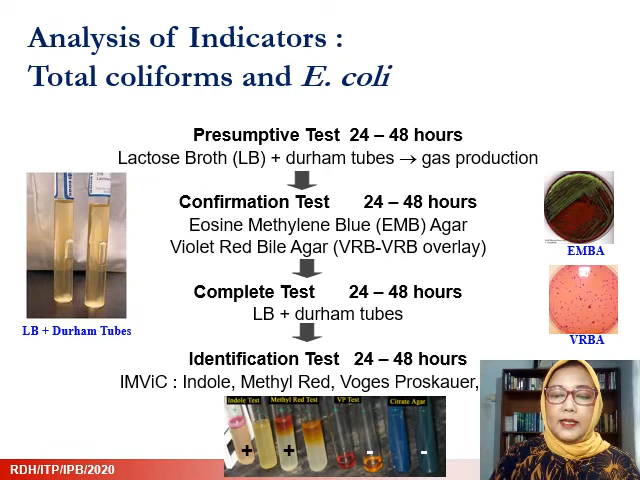 Analysis of Indicators :
Total coliforms and E. coli
Presumptive Test 24 – 48 hours
Lactose Broth (LB) + durham tubes → gas production
Confirmation Test 24 – 48 hours
Eosine Methylene Blue (EMB) Agar
Violet Red Bile Agar (VRB-VRB overlay)
EMBA
Complete Test 24 – 48 hours
LB + durham tubes
LB + Durham Tubes
VRBA
Identification Test 24 – 48 hours
IMViC : Indole, Methyl Red, Voges Proskauer,
Indole Test Methyl Red Test VP Test Citrate Agar
+ + - -
RDH/ITP/IPB/2020